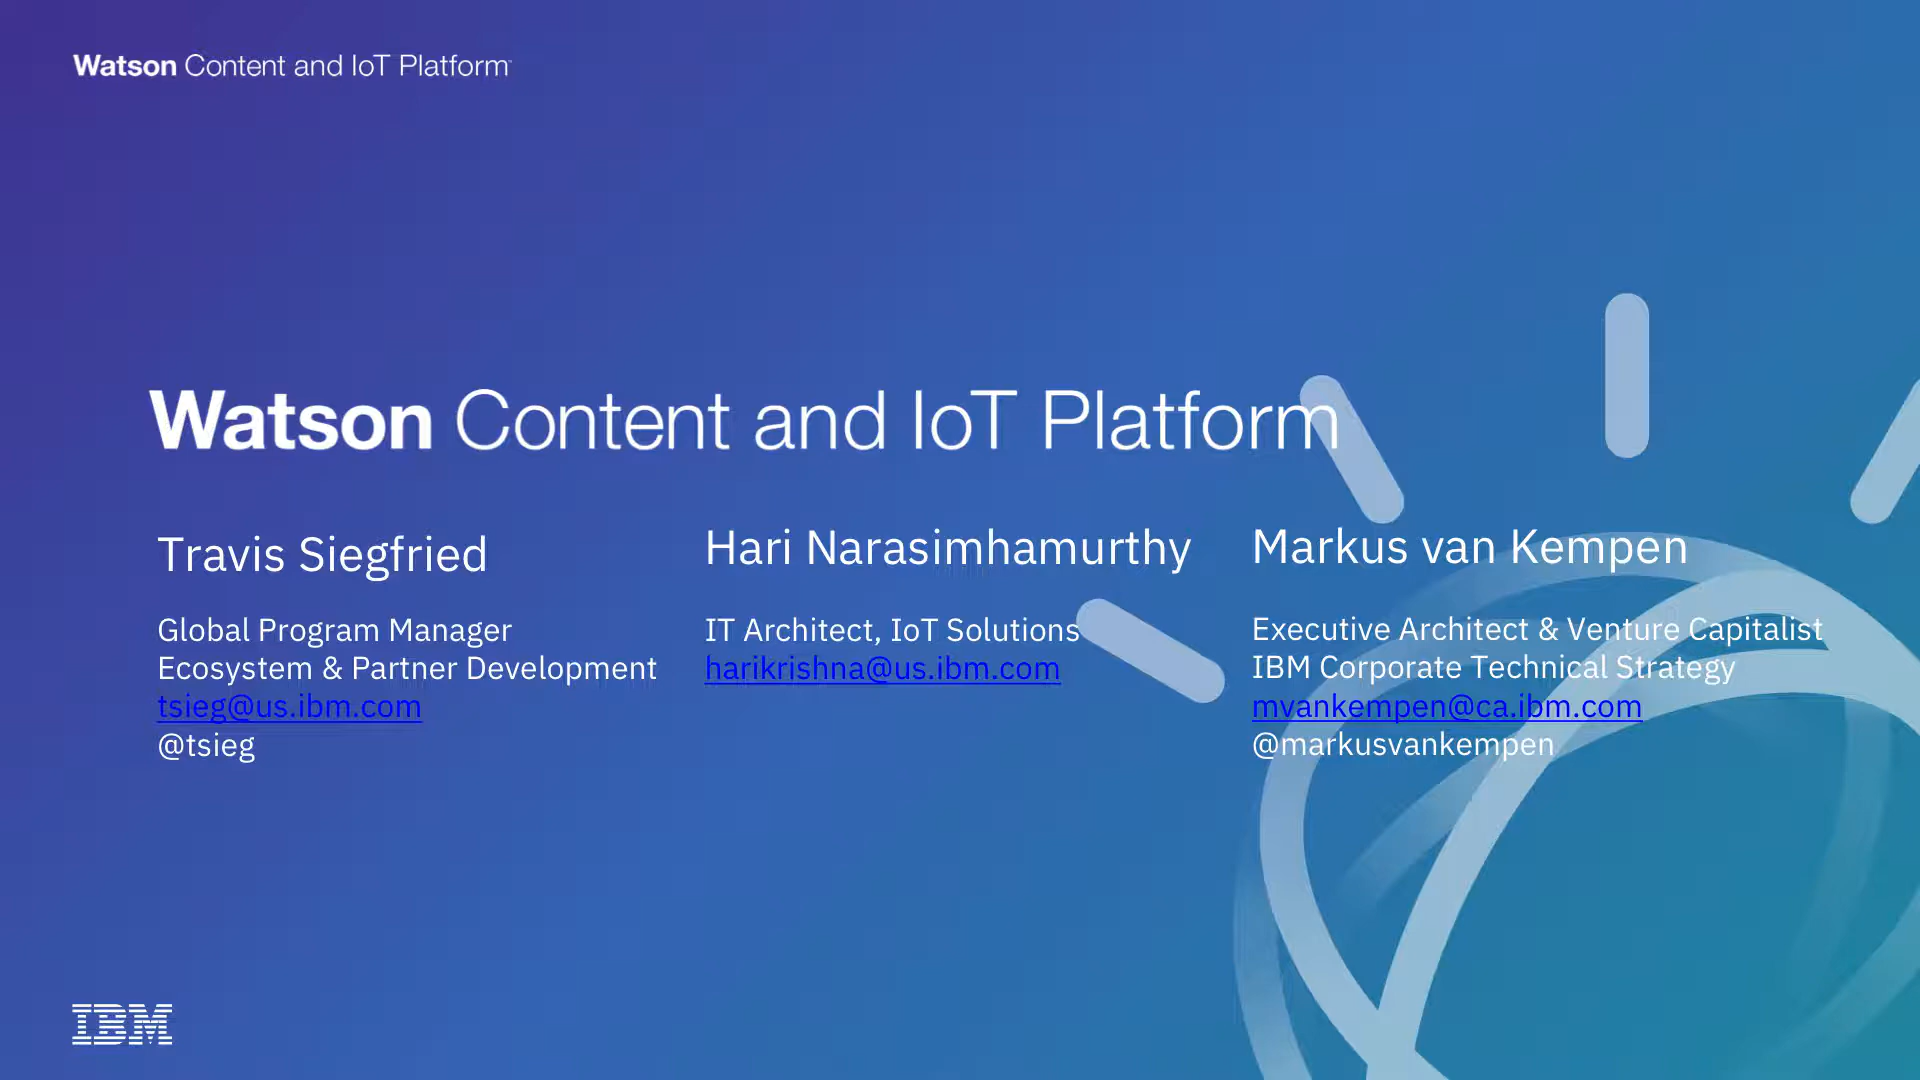 Watson Content and IoT Platform™
Watson Content and IoT Platform
Travis Siegfried
Global Program Manager
Ecosystem & Partner Development
tsieg@us.ibm.com
@tsieg
Hari Narasimhamurthy
IT Architect, IoT Solutions
harikrishna@us.ibm.com
Markus van Kempen
Executive Architect & Venture Capitalist
IBM Corporate Technical Strategy
mvankempen@ca.ibm.com
@markusvankempen
IBM